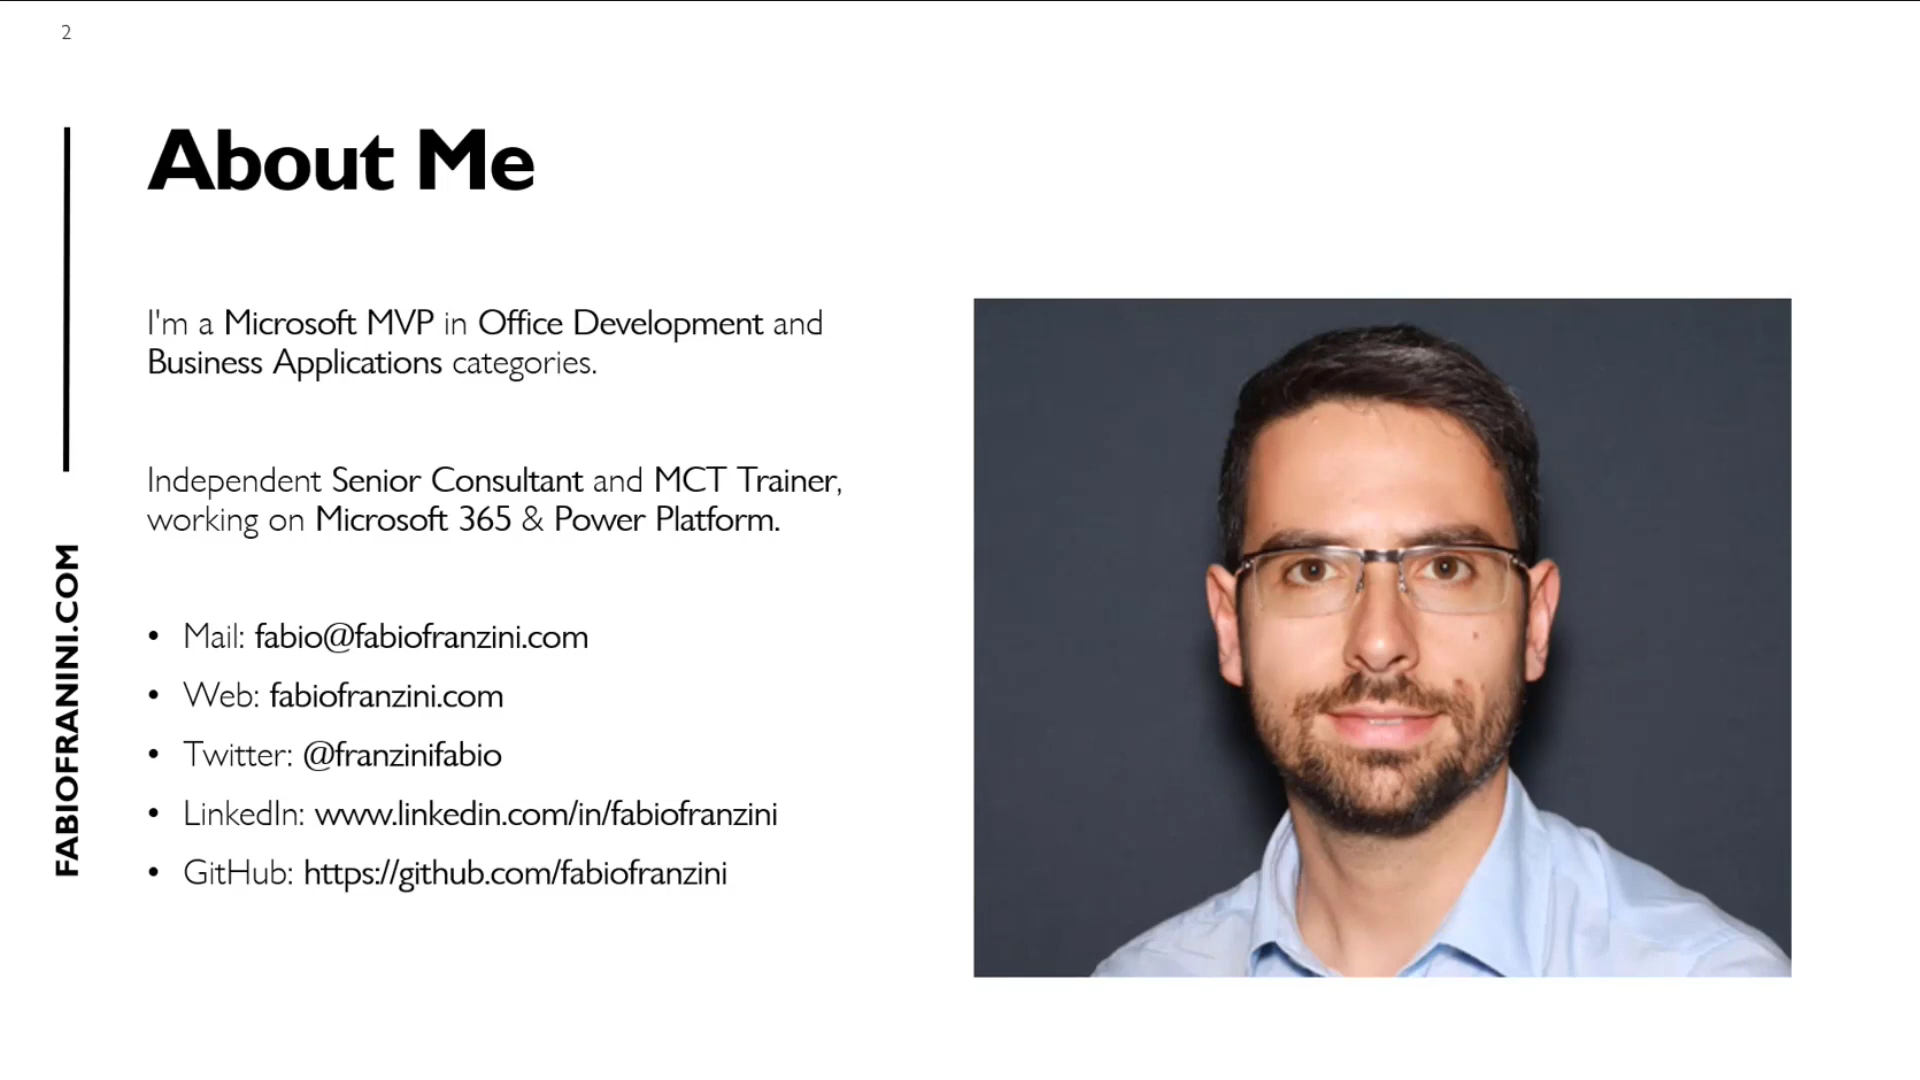 2
About Me
I'm a Microsoft MVP in Office Development and
Business Applications categories.
Independent Senior Consultant and MCT Trainer,
working on Microsoft 365 & Power Platform.
• Mail: fabio@fabiofranzini.com
• Web: fabiofranzini.com
• Twitter: @franzinifabio
• LinkedIn: www.linkedin.com/in/fabiofranzini
• GitHub: https://github.com/fabiofranzini
FABIOFRANINI.COM